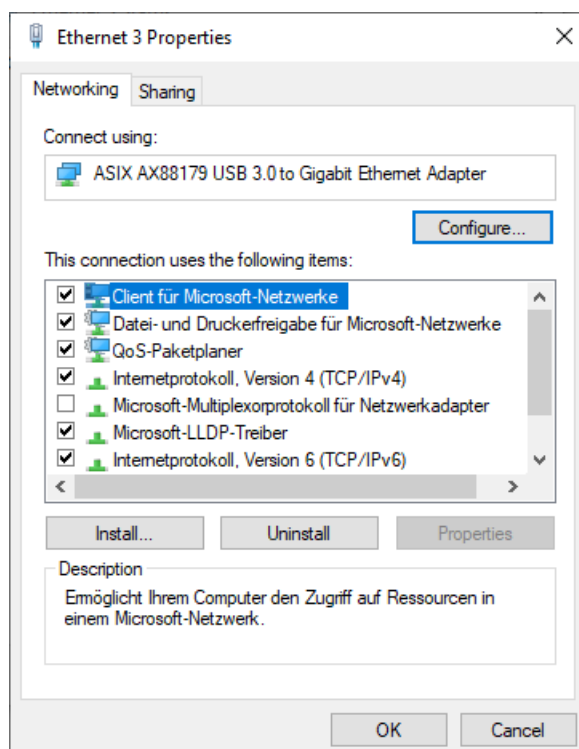 Ethernet 3 Properties
Networking
Sharing
Connect using:
ASIX AX88179 USB 3.0 to Gigabit Ethernet Adapter
Configure...
This connection uses the following items:
Client für Microsoft-Netzwerke
Datei- und Druckerfreigabe für Microsoft-Netzwerke
QoS-Paketplaner
Internetprotokoll, Version 4 (TCP/IPv4)
Microsoft-Multiplexorprotokoll für Netzwerkadapter
Microsoft-LLDP-Treiber
Internetprotokoll, Version 6 (TCP/IPv6)
Install...
Uninstall
Properties
Description
Ermöglicht Ihrem Computer den Zugriff auf Ressourcen in
einem Microsoft-Netzwerk.
OK
Cancel